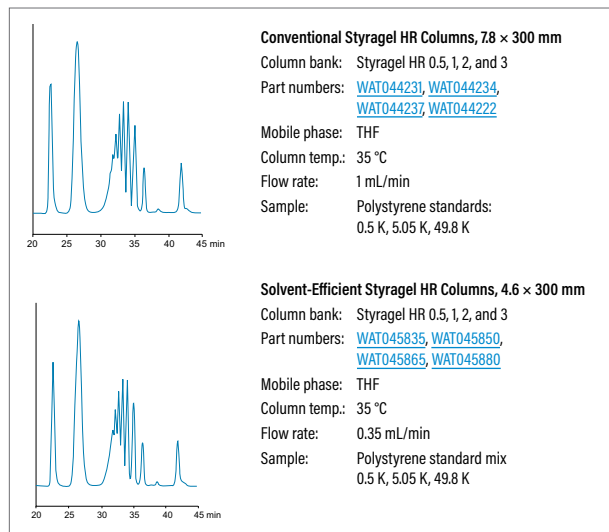 Conventional Styragel HR Columns, 7.8 × 300 mm
Column bank: Styragel HR 0.5, 1, 2, and 3
Part numbers: WAT044231, WAT044234,
WAT044237, WAT044222
Mobile phase: THF
Column temp.: 35 °C
Flow rate: 1 mL/min
Sample: Polystyrene standards:
0.5 K, 5.05 K, 49.8 K
20 25 30 35 40 45 min
Solvent-Efficient Styragel HR Columns, 4.6 × 300 mm
Column bank: Styragel HR 0.5, 1, 2, and 3
Part numbers: WAT045835, WAT045850,
WAT045865, WAT045880
Mobile phase: THF
Column temp.: 35 °C
Flow rate: 0.35 mL/min
Sample: Polystyrene standard mix
0.5 K, 5.05 K, 49.8 K
20 25 30 35 40 45 min